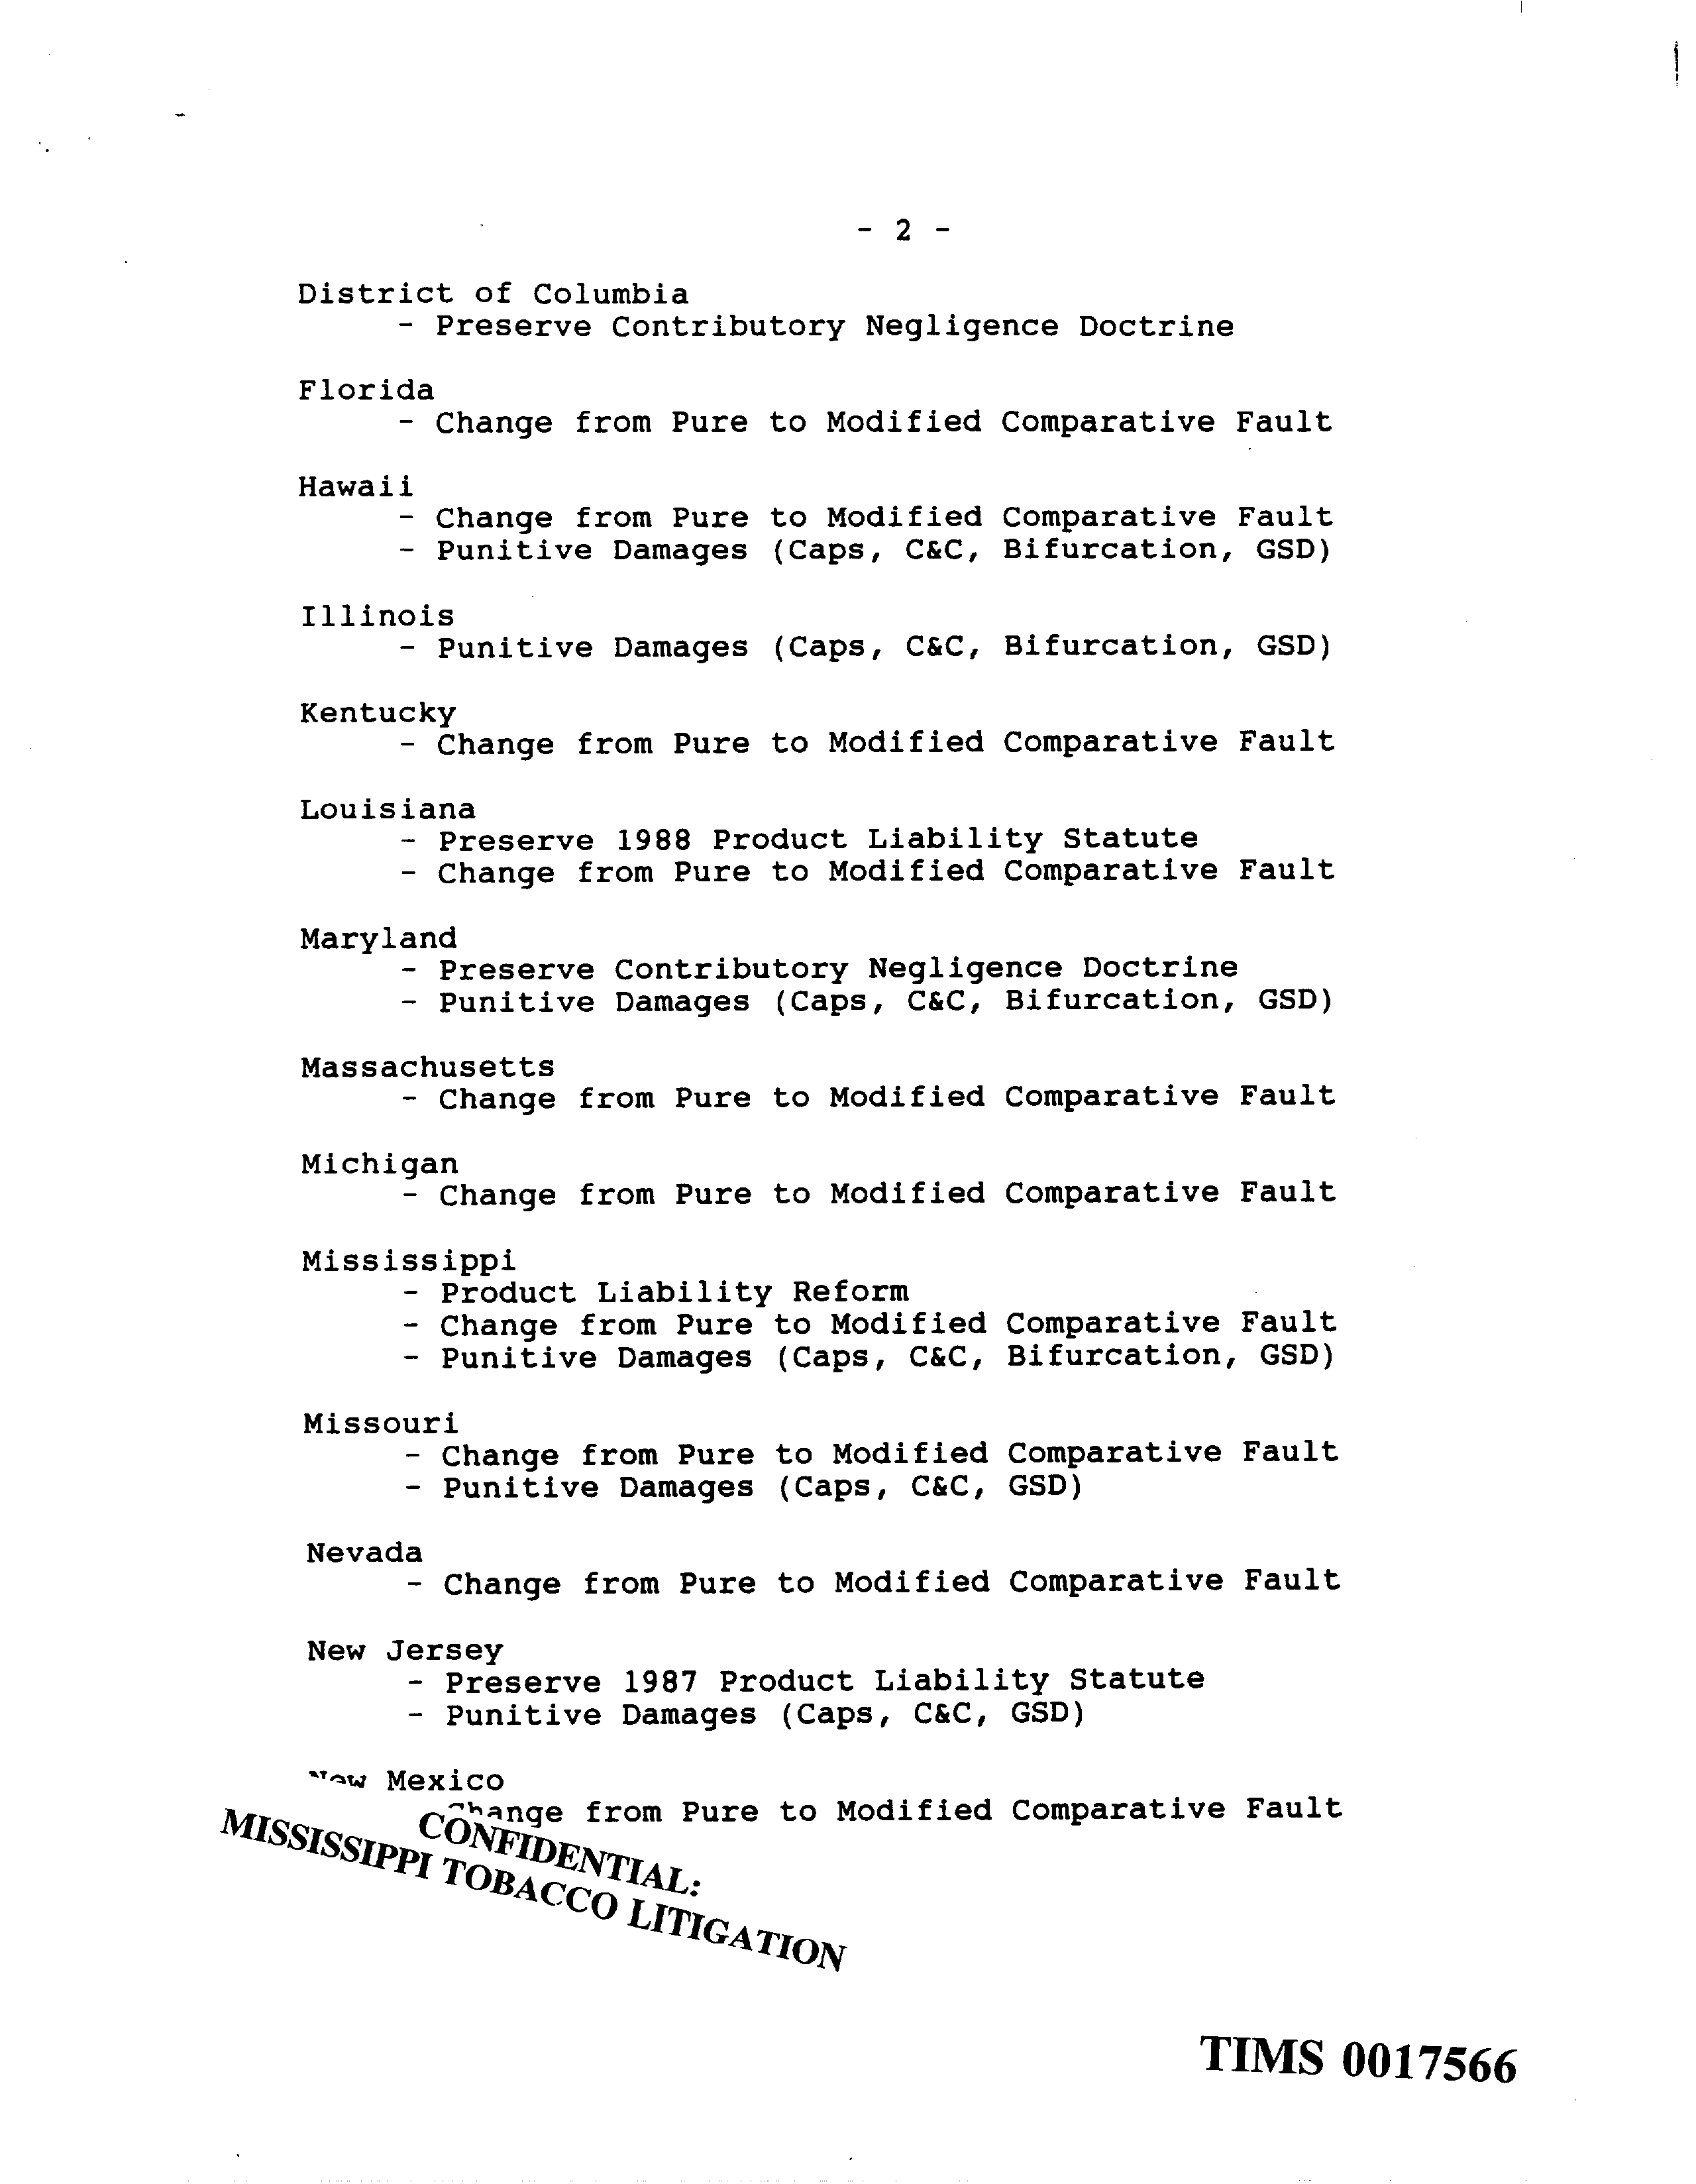 - 2 -
District of Columbia
- Preserve Contributory Negligence Doctrine
Florida
- Change from Pure to Modified Comparative Fault
Hawaii
- Change from Pure to Modified Comparative Fault
- Punitive Damages (Caps, C&C, Bifurcation, GSD)
Illinois
- Punitive Damages (Caps, C&C, Bifurcation, GSD)
Kentucky
- Change from Pure to Modified Comparative Fault
Louisiana
- Preserve 1988 Product Liability Statute
- Change from Pure to Modified Comparative Fault
Maryland
- Preserve Contributory Negligence Doctrine
- Punitive Damages (Caps, C&C, Bifurcation, GSD)
Massachusetts
- Change from Pure to Modified Comparative Fault
Michigan
- Change from Pure to Modified Comparative Fault
Mississippi
- Product Liability Reform
- Change from Pure to Modified Comparative Fault
- Punitive Damages (Caps, C&C, Bifurcation, GSD)
Missouri
- Change from Pure to Modified Comparative Fault
- Punitive Damages (Caps, C&C, GSD)
Nevada
- Change from Pure to Modified Comparative Fault
New Jersey
- Preserve 1987 Product Liability Statute
- Punitive Damages (Caps, C&C, GSD)
New Mexico
Change from Pure to Modified Comparative Fault
CONFIDENTIAL:
MISSISSIPPI TOBACCO LITIGATION
TIMS 0017566